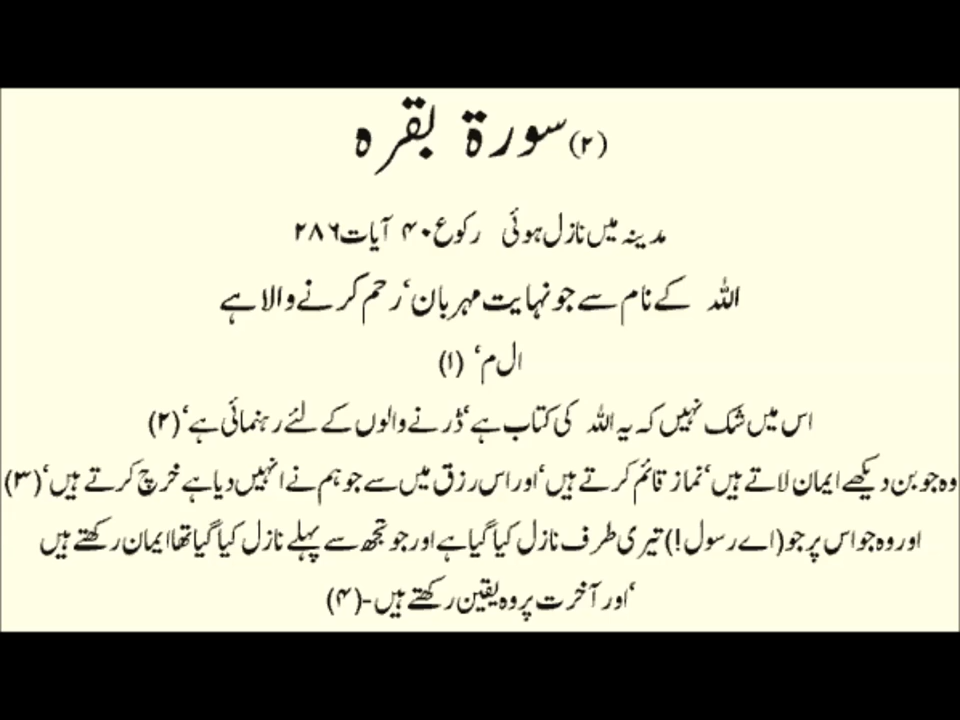 (۲) سورۃ بقرہ
مدینہ میں نازل ہوئی رکوع ۴۰ آیات ۲۸۶
اللہ کے نام سے جو نہایت مہربان‘ رحم کرنے والا ہے
ال م‘ (۱)
اس میں شک نہیں کہ یہ اللہ کی کتاب ہے‘ ڈرنے والوں کے لئے رہنمائی ہے‘ (۲)
وہ جو بن دیکھے ایمان لاتے ہیں‘ نماز قائم کرتے ہیں‘ اور اس رزق میں سے جو ہم نے انہیں دیا ہے خرچ کرتے ہیں‘ (۳)
اور وہ جو اس پر جو (اے رسول!) تیری طرف نازل کیا گیا ہے اور جو تجھ سے پہلے نازل کیا گیا تھا ایمان رکھتے ہیں
‘اور آخرت پر وہ یقین رکھتے ہیں-(۴)